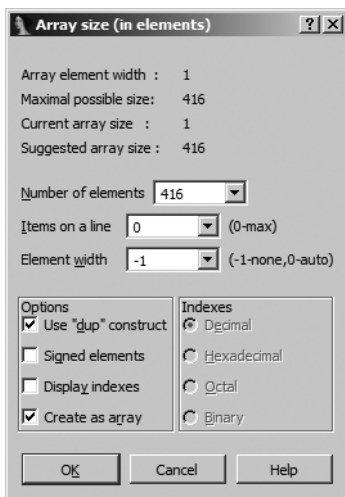 Array size (in elements)
Array element width : 1
Maximal possible size: 416
Current array size : 1
Suggested array size : 416
Number of elements 416
Items on a line 0 (0-max)
Element width -1 (-1-none,0-auto)
Options
Use "dup" construct
Signed elements
Display indexes
Create as array
Indexes
Decimal
Hexadecimal
Octal
Binary
OK Cancel Help